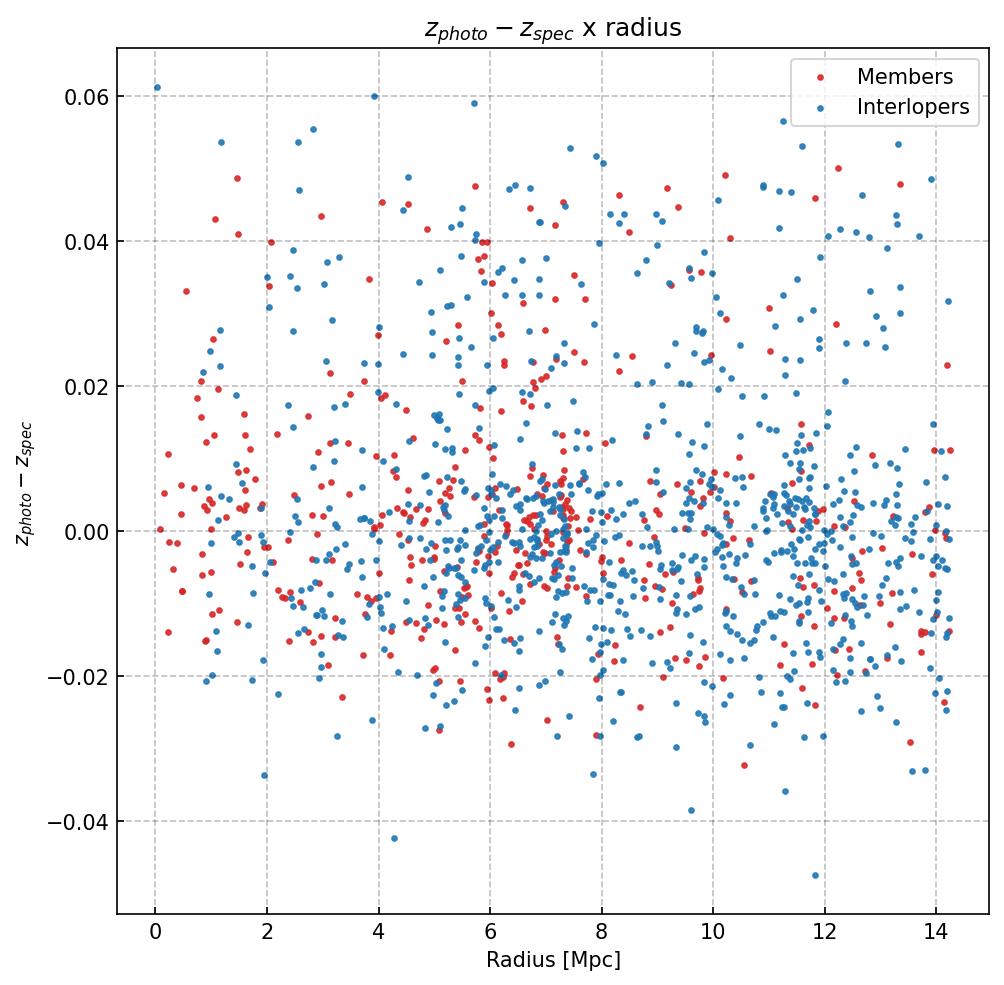 z_photo − z_spec x radius
Members
Interlopers
0.06
0.04
0.02
0.00
−0.02
−0.04
z_photo − z_spec
0 2 4 6 8 10 12 14
Radius [Mpc]